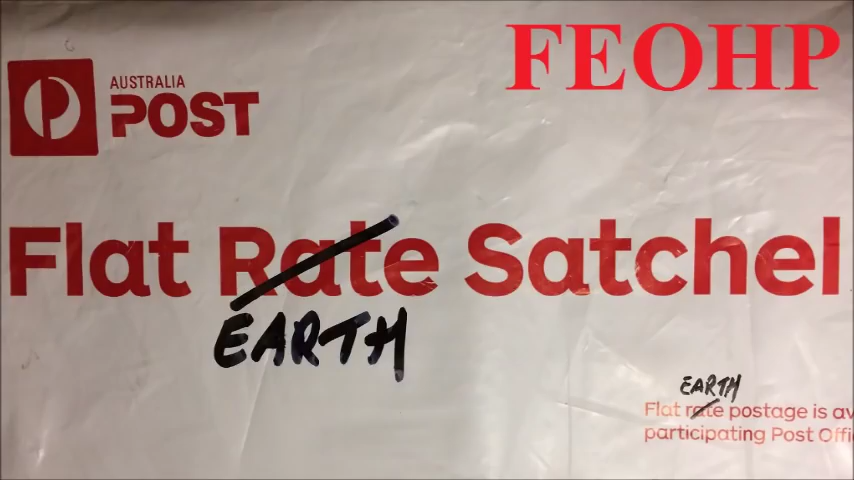 FEOHP
AUSTRALIA
POST
Flat Rate Satchel
EARTH
EARTH
Flat rate postage is av
participating Post Offi